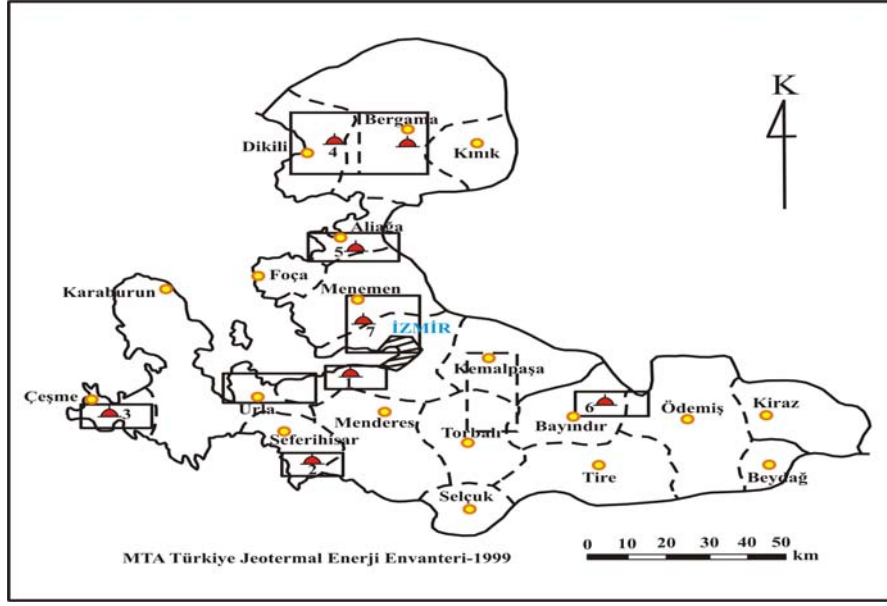 K
Bergama
Dikili
4
Kınık
Aliağa
5
Foça
Karaburun
Menemen
7
İZMİR
Kemalpaşa
1
Çeşme
3
Urla
6
Kiraz
Menderes
Bayındır
Ödemiş
Seferihisar
Torbalı
2
Tire
Beydağ
Selçuk
MTA Türkiye Jeotermal Enerji Envanteri-1999
0 10 20 30 40 50
km